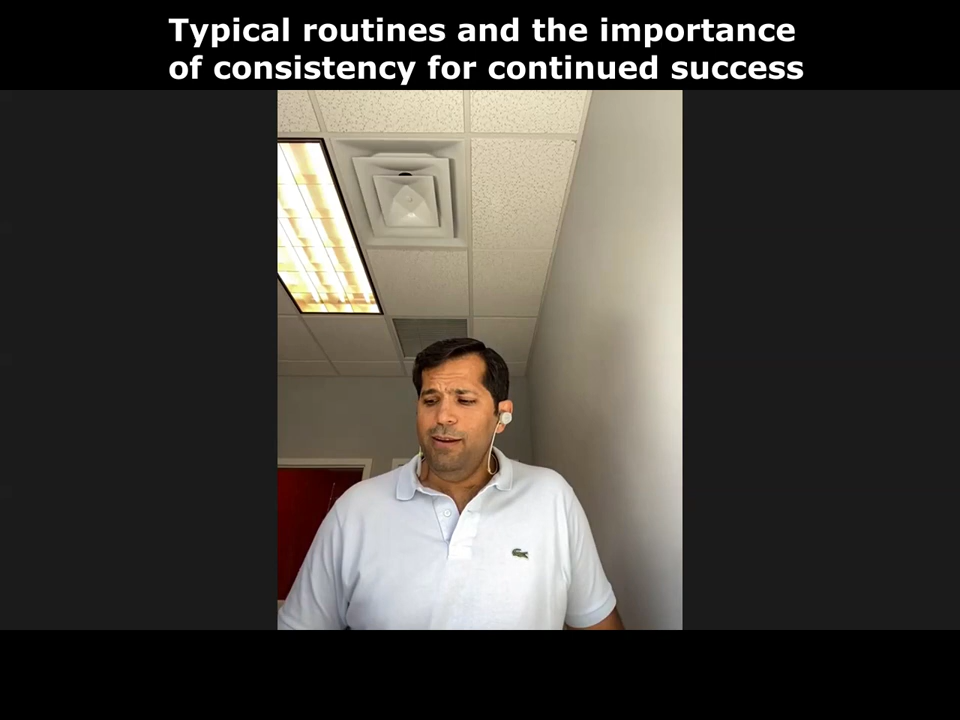 Typical routines and the importance
of consistency for continued success